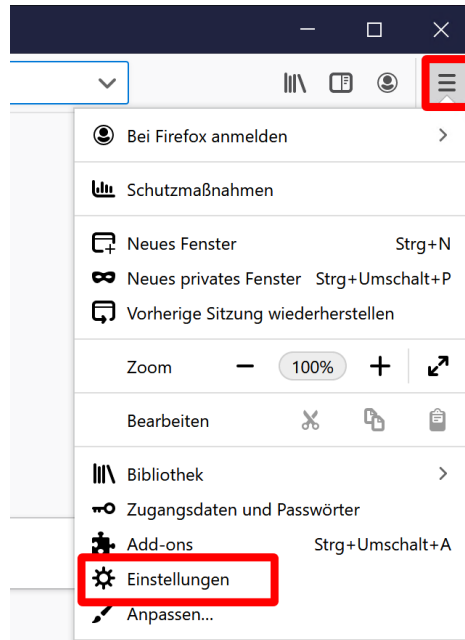 Bei Firefox anmelden
Schutzmaßnahmen
Neues Fenster Strg+N
Neues privates Fenster Strg+Umschalt+P
Vorherige Sitzung wiederherstellen
Zoom 100%
Bearbeiten
Bibliothek
Zugangsdaten und Passwörter
Add-ons Strg+Umschalt+A
Einstellungen
Anpassen...